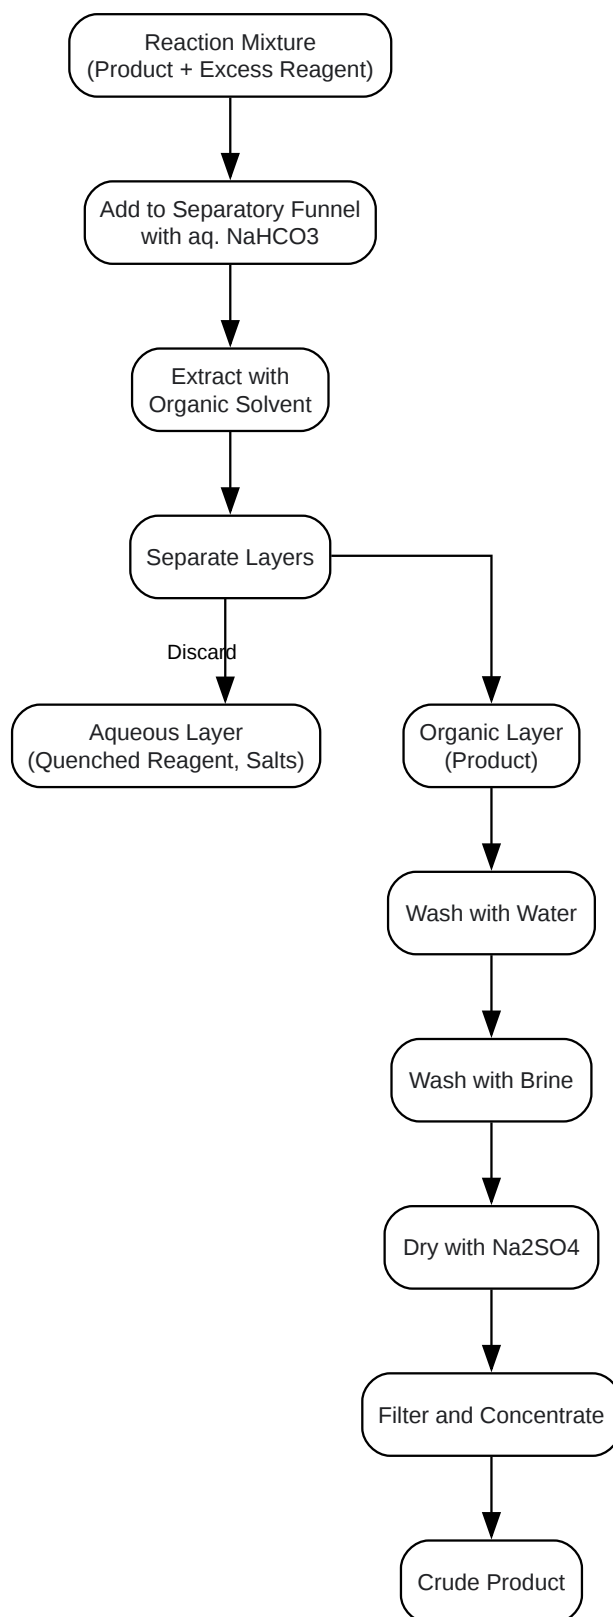 Reaction Mixture
(Product + Excess Reagent)
Add to Separatory Funnel
with aq. NaHCO3
Extract with
Organic Solvent
Separate Layers
Discard
Aqueous Layer
(Quenched Reagent, Salts)
Organic Layer
(Product)
Wash with Water
Wash with Brine
Dry with Na2SO4
Filter and Concentrate
Crude Product